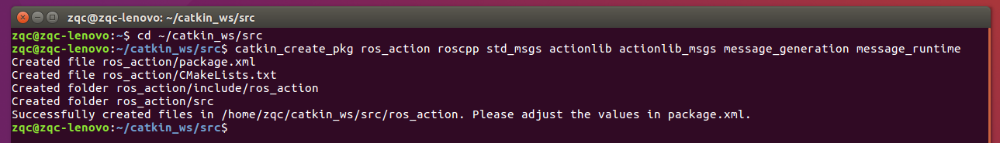 zqc@zqc-lenovo: ~/catkin_ws/src
zqc@zqc-lenovo:~$ cd ~/catkin_ws/src
zqc@zqc-lenovo:~/catkin_ws/src$ catkin_create_pkg ros_action roscpp std_msgs actionlib actionlib_msgs message_generation message_runtime
Created file ros_action/package.xml
Created file ros_action/CMakeLists.txt
Created folder ros_action/include/ros_action
Created folder ros_action/src
Successfully created files in /home/zqc/catkin_ws/src/ros_action. Please adjust the values in package.xml.
zqc@zqc-lenovo:~/catkin_ws/src$